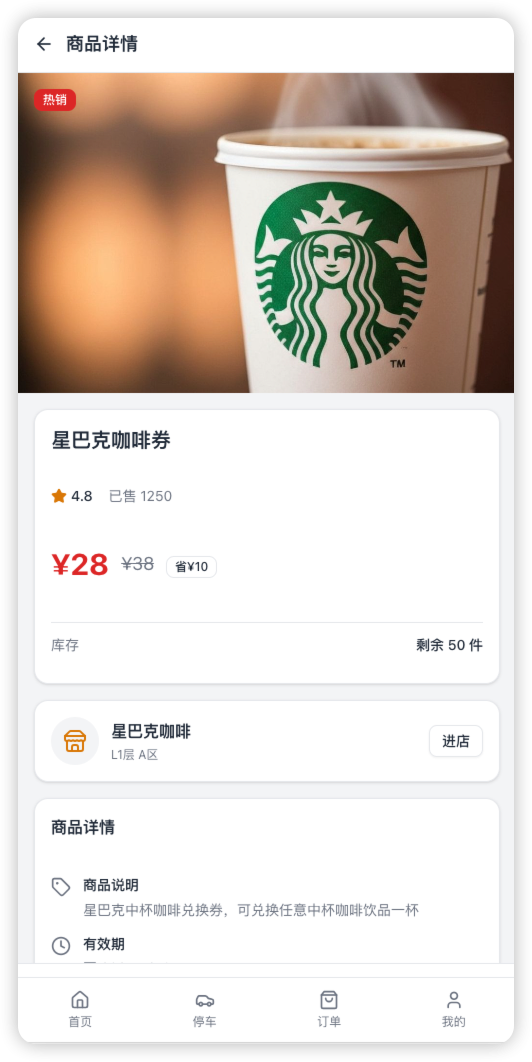 商品详情
热销
TM
星巴克咖啡券
4.8 已售 1250
¥28 ¥38 省¥10
库存 剩余 50 件
星巴克咖啡 进店
L1层 A区
商品详情
商品说明
星巴克中杯咖啡兑换券，可兑换任意中杯咖啡饮品一杯
有效期
首页 停车 订单 我的